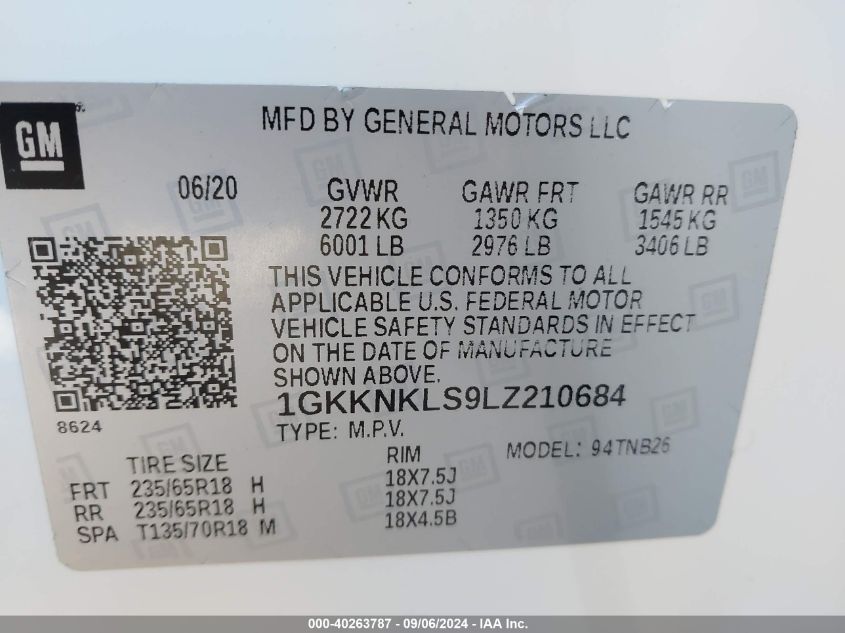 GM
MFD BY GENERAL MOTORS LLC
06/20 GVWR GAWR FRT GAWR RR
2722 KG 1350 KG 1545 KG
6001 LB 2976 LB 3406 LB
THIS VEHICLE CONFORMS TO ALL
APPLICABLE U.S. FEDERAL MOTOR
VEHICLE SAFETY STANDARDS IN EFFECT
ON THE DATE OF MANUFACTURE
SHOWN ABOVE.
1GKKNKLS9LZ210684
8624
TYPE: M.P.V.
MODEL: 94TNB26
TIRE SIZE RIM
FRT 235/65R18 H 18X7.5J
RR 235/65R18 H 18X7.5J
SPA T135/70R18 M 18X4.5B
000-40263787 - 09/06/2024 - IAA Inc.